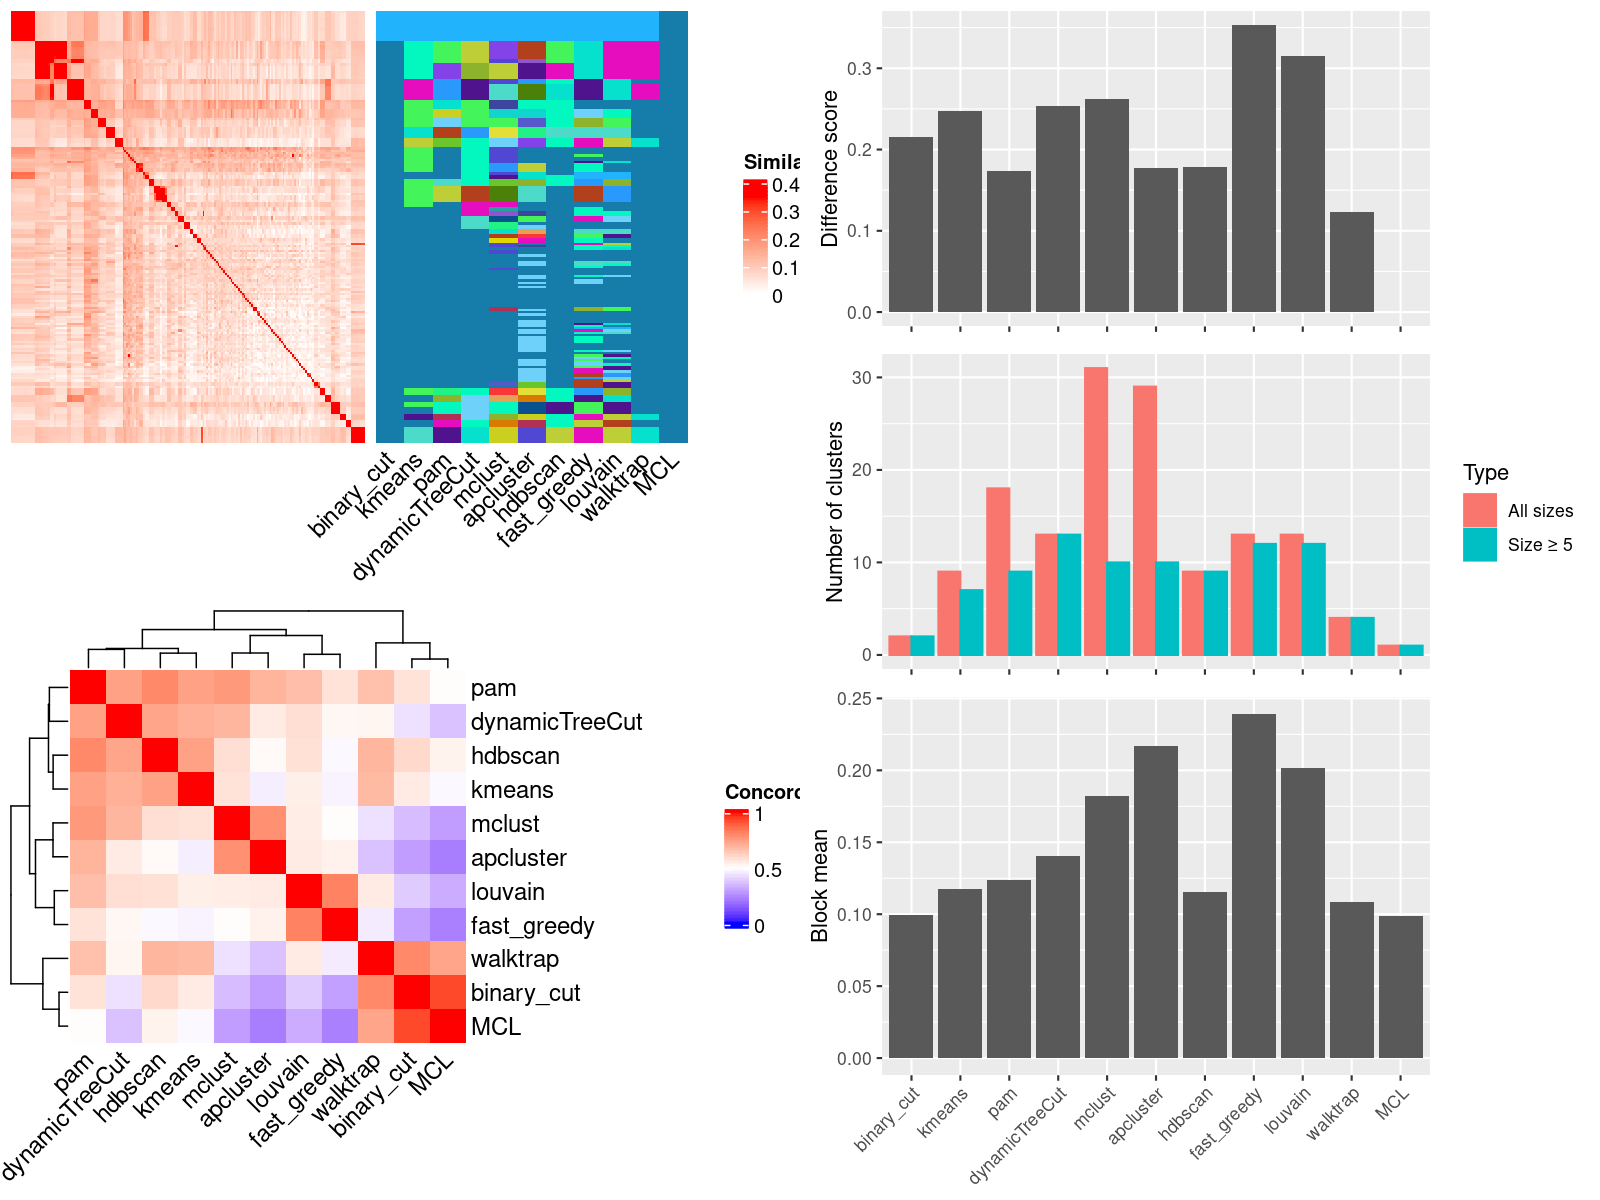 Simila
0.4
0.3
0.2
0.1
0
binary_cut
kmeans
pam
dynamicTreeCut
mclust
apcluster
hdbscan
fast_greedy
louvain
walktrap
MCL
pam
dynamicTreeCut
hdbscan
kmeans
mclust
apcluster
louvain
fast_greedy
walktrap
binary_cut
MCL
pam
dynamicTreeCut
hdbscan
kmeans
mclust
apcluster
louvain
fast_greedy
walktrap
binary_cut
MCL
Concord
1
0.5
0
Difference score
0.3
0.2
0.1
0.0
Number of clusters
30
20
10
0
Type
All sizes
Size ≥ 5
Block mean
0.25
0.20
0.15
0.10
0.05
0.00
binary_cut
kmeans
pam
dynamicTreeCut
mclust
apcluster
hdbscan
fast_greedy
louvain
walktrap
MCL